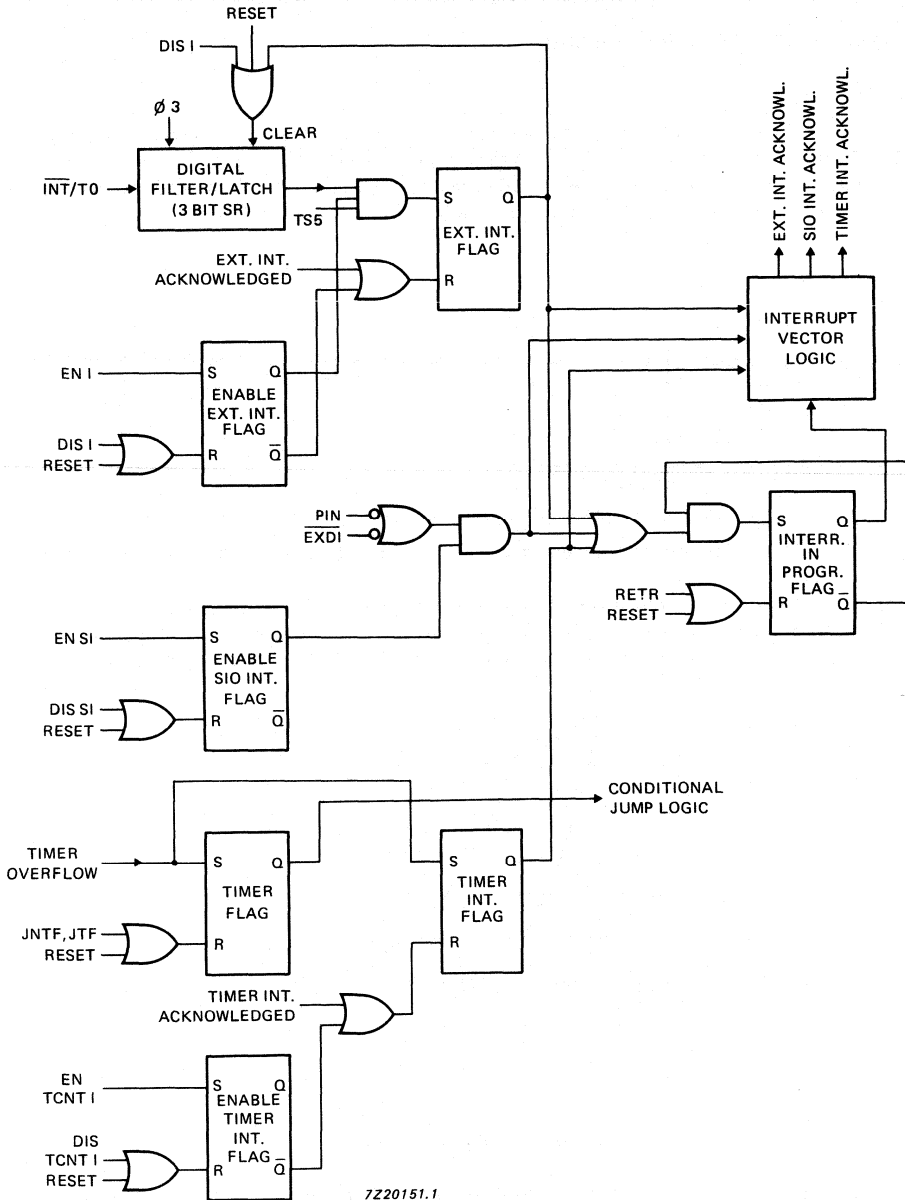 RESET
DIS I
Ø 3
CLEAR
INT/T0
DIGITAL
FILTER/LATCH
(3 BIT SR)
TS5
S
Q
EXT. INT.
FLAG
R
EXT. INT.
ACKNOWLEDGED
EXT. INT. ACKNOWL.
SIO INT. ACKNOWL.
TIMER INT. ACKNOWL.
INTERRUPT
VECTOR
LOGIC
EN I
S
Q
ENABLE
EXT. INT.
FLAG
R
Q̅
DIS I
RESET
PIN
E̅X̅D̅I̅
S
Q
INTERR.
IN
PROGR.
FLAG
R
Q̅
RETR
RESET
EN SI
S
Q
ENABLE
SIO INT.
FLAG
R
Q̅
DIS SI
RESET
CONDITIONAL
JUMP LOGIC
TIMER
OVERFLOW
S
Q
TIMER
FLAG
R
JNTF, JTF
RESET
S
Q
TIMER
INT.
FLAG
R
TIMER INT.
ACKNOWLEDGED
EN
TCNT I
S
Q
ENABLE
TIMER
INT.
FLAG
R
Q̅
DIS
TCNT I
RESET
7Z20151.1